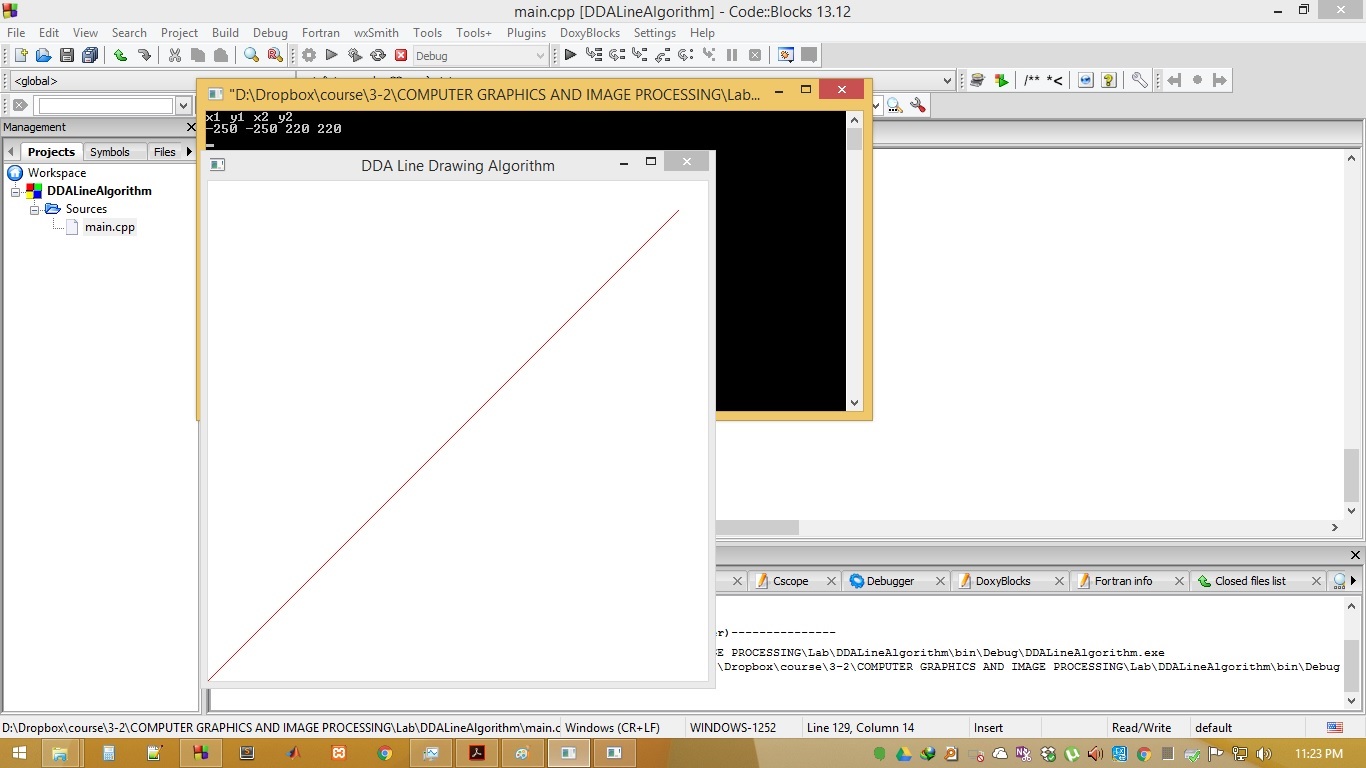 main.cpp [DDALineAlgorithm] - Code::Blocks 13.12
File Edit View Search Project Build Debug Fortran wxSmith Tools Tools+ Plugins DoxyBlocks Settings Help
Debug
<global>
/** *<
"D:\Dropbox\course\3-2\COMPUTER GRAPHICS AND IMAGE PROCESSING\Lab...
x1 y1 x2 y2
-250 -250 220 220
Management
Projects Symbols Files
Workspace
DDALineAlgorithm
Sources
main.cpp
DDA Line Drawing Algorithm
Cscope Debugger DoxyBlocks Fortran info Closed files list
r)---------------
E PROCESSING\Lab\DDALineAlgorithm\bin\Debug\DDALineAlgorithm.exe
\Dropbox\course\3-2\COMPUTER GRAPHICS AND IMAGE PROCESSING\Lab\DDALineAlgorithm\bin\Debug
D:\Dropbox\course\3-2\COMPUTER GRAPHICS AND IMAGE PROCESSING\Lab\DDALineAlgorithm\main.c Windows (CR+LF) WINDOWS-1252 Line 129, Column 14 Insert Read/Write default
11:23 PM